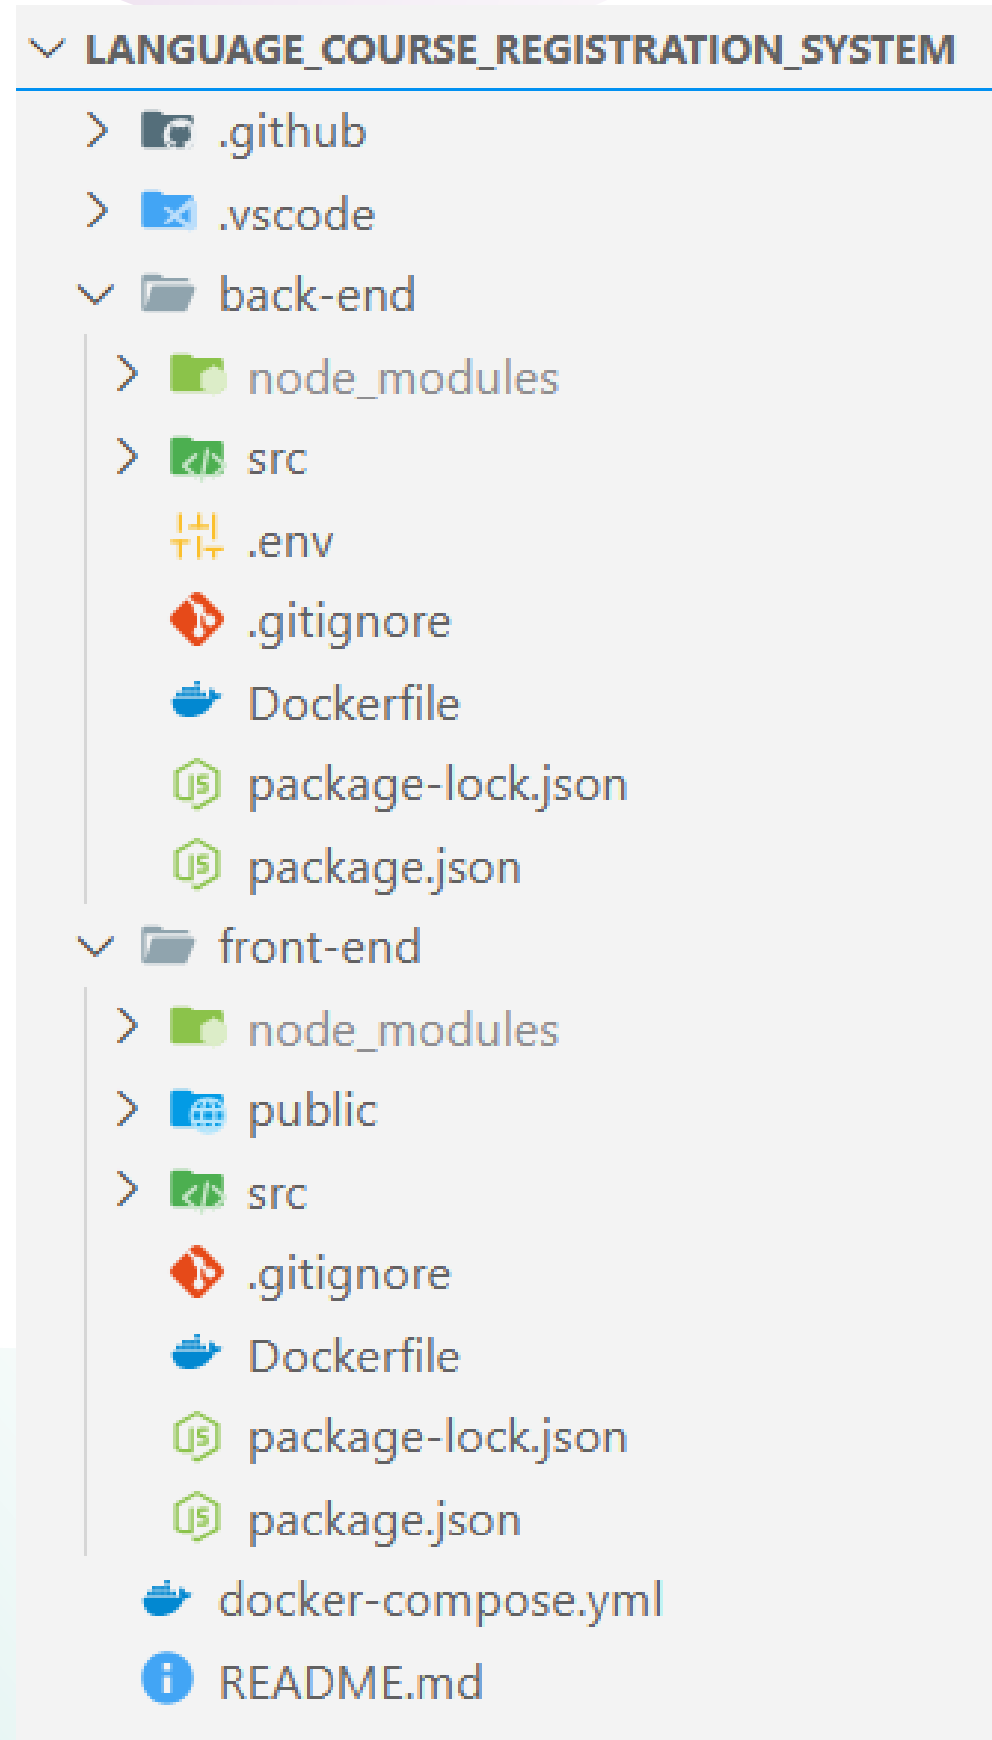 LANGUAGE_COURSE_REGISTRATION_SYSTEM
.github
.vscode
back-end
node_modules
src
.env
.gitignore
Dockerfile
package-lock.json
package.json
front-end
node_modules
public
src
.gitignore
Dockerfile
package-lock.json
package.json
docker-compose.yml
README.md